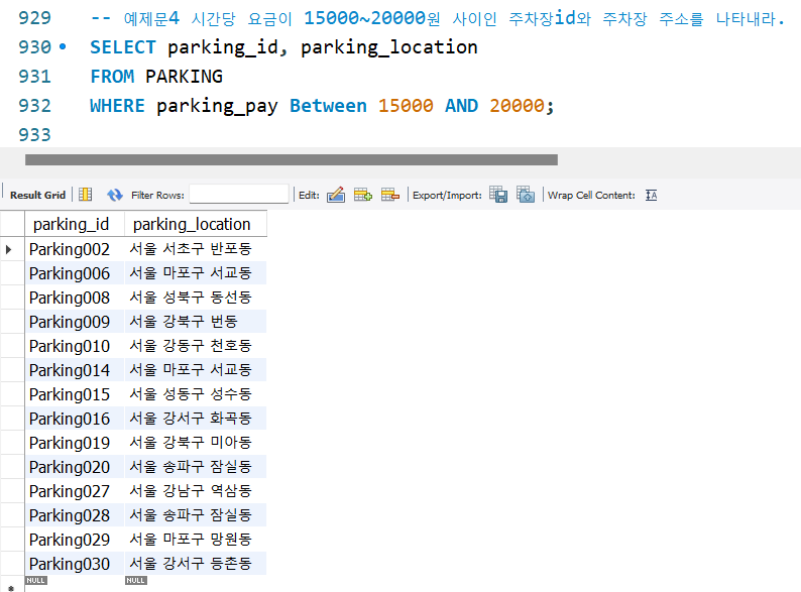 929 -- 예제문4 시간당 요금이 15000~20000원 사이인 주차장id와 주차장 주소를 나타내라.
930 SELECT parking_id, parking_location
931 FROM PARKING
932 WHERE parking_pay Between 15000 AND 20000;
933
Result Grid Filter Rows: Edit: Export/Import: Wrap Cell Content:
parking_id parking_location
Parking002 서울 서초구 반포동
Parking006 서울 마포구 서교동
Parking008 서울 성북구 동선동
Parking009 서울 강북구 번동
Parking010 서울 강동구 천호동
Parking014 서울 마포구 서교동
Parking015 서울 성동구 성수동
Parking016 서울 강서구 화곡동
Parking019 서울 강북구 미아동
Parking020 서울 송파구 잠실동
Parking027 서울 강남구 역삼동
Parking028 서울 송파구 잠실동
Parking029 서울 마포구 망원동
Parking030 서울 강서구 등촌동
NULL NULL